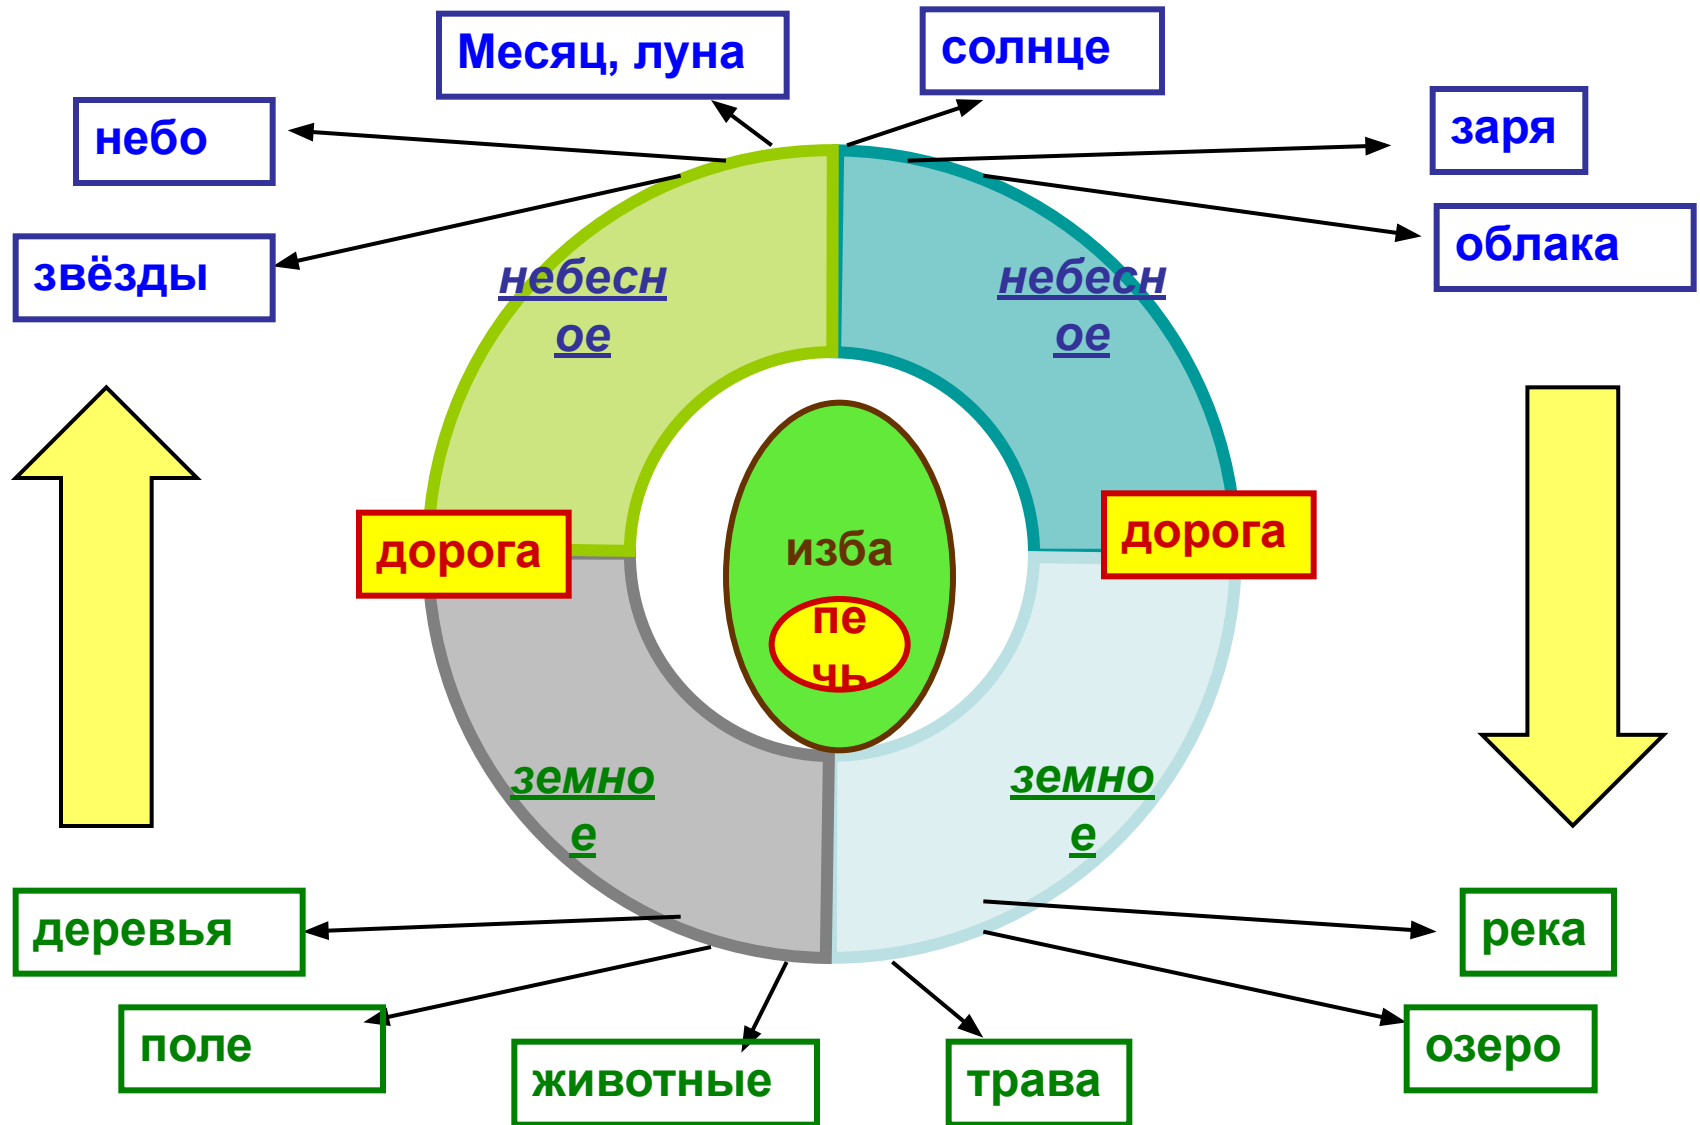 Месяц, луна
солнце
небо
заря
звёзды
облака
небесн
ое
небесн
ое
дорога
дорога
изба
пе
чь
земно
е
земно
е
деревья
река
поле
озеро
животные
трава